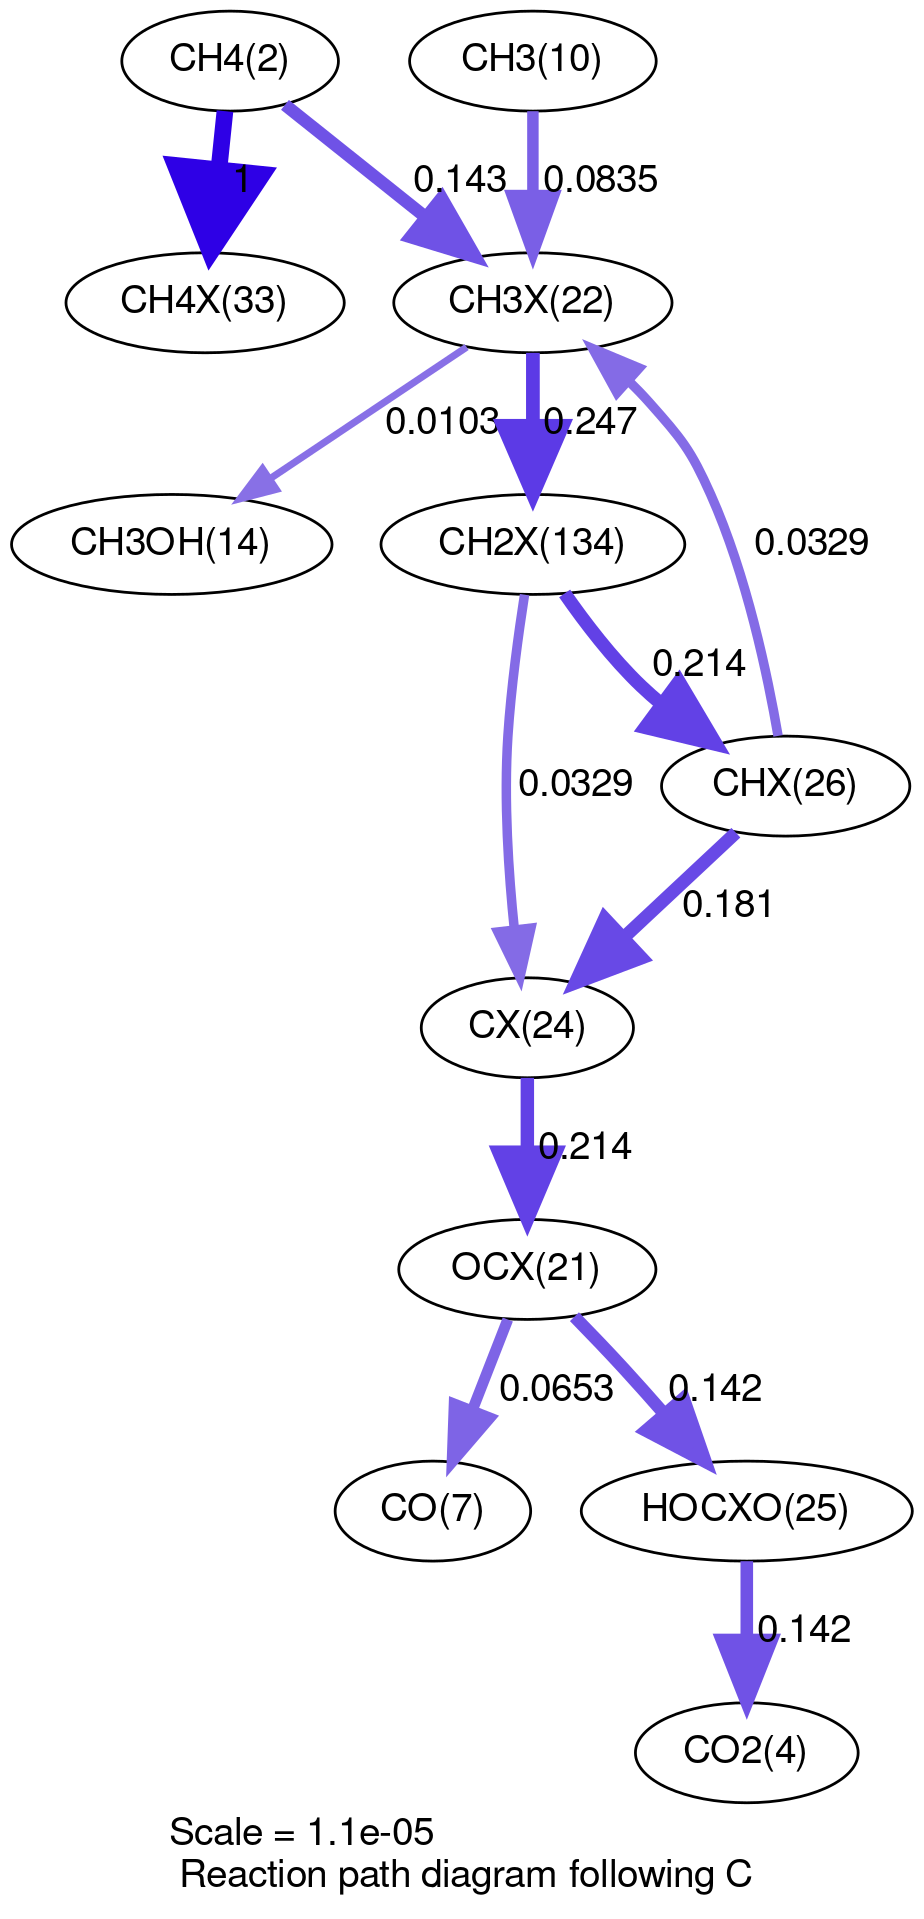 CH4(2)
CH3(10)
1
0.143
0.0835
CH4X(33)
CH3X(22)
0.0103
0.247
CH3OH(14)
CH2X(134)
0.0329
0.214
0.0329
CHX(26)
0.181
CX(24)
0.214
OCX(21)
0.0653
0.142
CO(7)
HOCXO(25)
0.142
CO2(4)
Scale = 1.1e-05
Reaction path diagram following C